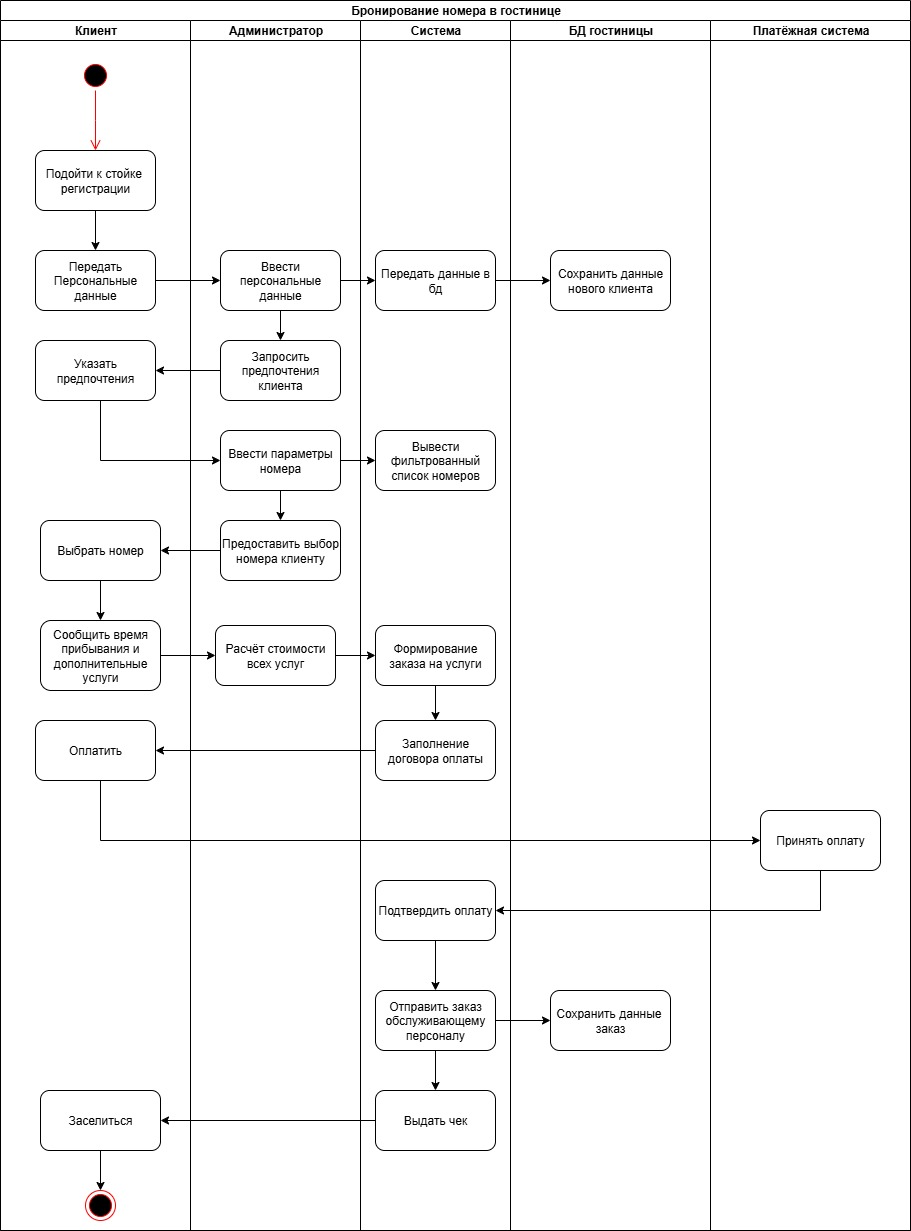 Бронирование номера в гостинице
Клиент
Администратор
Система
БД гостиницы
Платёжная система
Подойти к стойке
регистрации
Передать
Персональные
данные
Ввести
персональные
данные
Передать данные в
бд
Сохранить данные
нового клиента
Указать
предпочтения
Запросить
предпочтения
клиента
Ввести параметры
номера
Вывести
фильтрованный
список номеров
Выбрать номер
Предоставить выбор
номера клиенту
Сообщить время
прибывания и
дополнительные
услуги
Расчёт стоимости
всех услуг
Формирование
заказа на услуги
Оплатить
Заполнение
договора оплаты
Принять оплату
Подтвердить оплату
Отправить заказ
обслуживающему
персоналу
Сохранить данные
заказ
Заселиться
Выдать чек